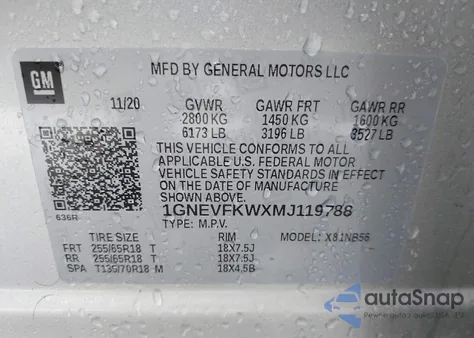 GM
MFD BY GENERAL MOTORS LLC
11/20 GVWR GAWR FRT GAWR RR
2800 KG 1450 KG 1600 KG
6173 LB 3196 LB 3527 LB
THIS VEHICLE CONFORMS TO ALL
APPLICABLE U.S. FEDERAL MOTOR
VEHICLE SAFETY STANDARDS IN EFFECT
ON THE DATE OF MANUFACTURE
SHOWN ABOVE.
1GNEVFKWXMJ119788
636R
TYPE: M.P.V.
TIRE SIZE RIM MODEL:
FRT 255/65R18 T 18X7.5J
RR 255/65R18 T 18X7.5J
SPA T135/70R18 M 18X4.5B
autaSnap